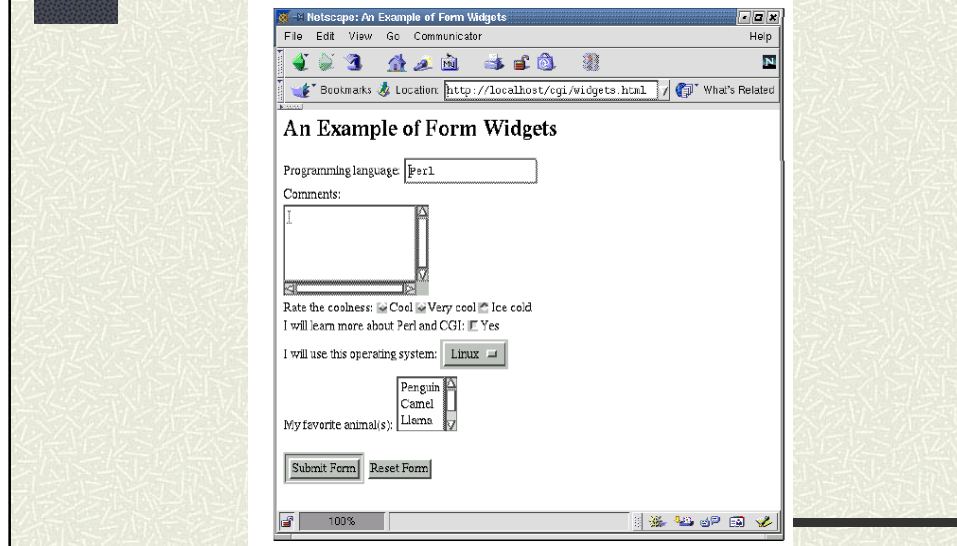 Netscape: An Example of Form Widgets
File Edit View Go Communicator Help
Bookmarks Location: http://localhost/cgi/widgets.html What's Related
An Example of Form Widgets
Programming language: Perl
Comments:
Rate the coolness: Cool Very cool Ice cold
I will learn more about Perl and CGI: Yes
I will use this operating system: Linux
Penguin
Camel
My favorite animal(s): Llama
Submit Form Reset Form
100%